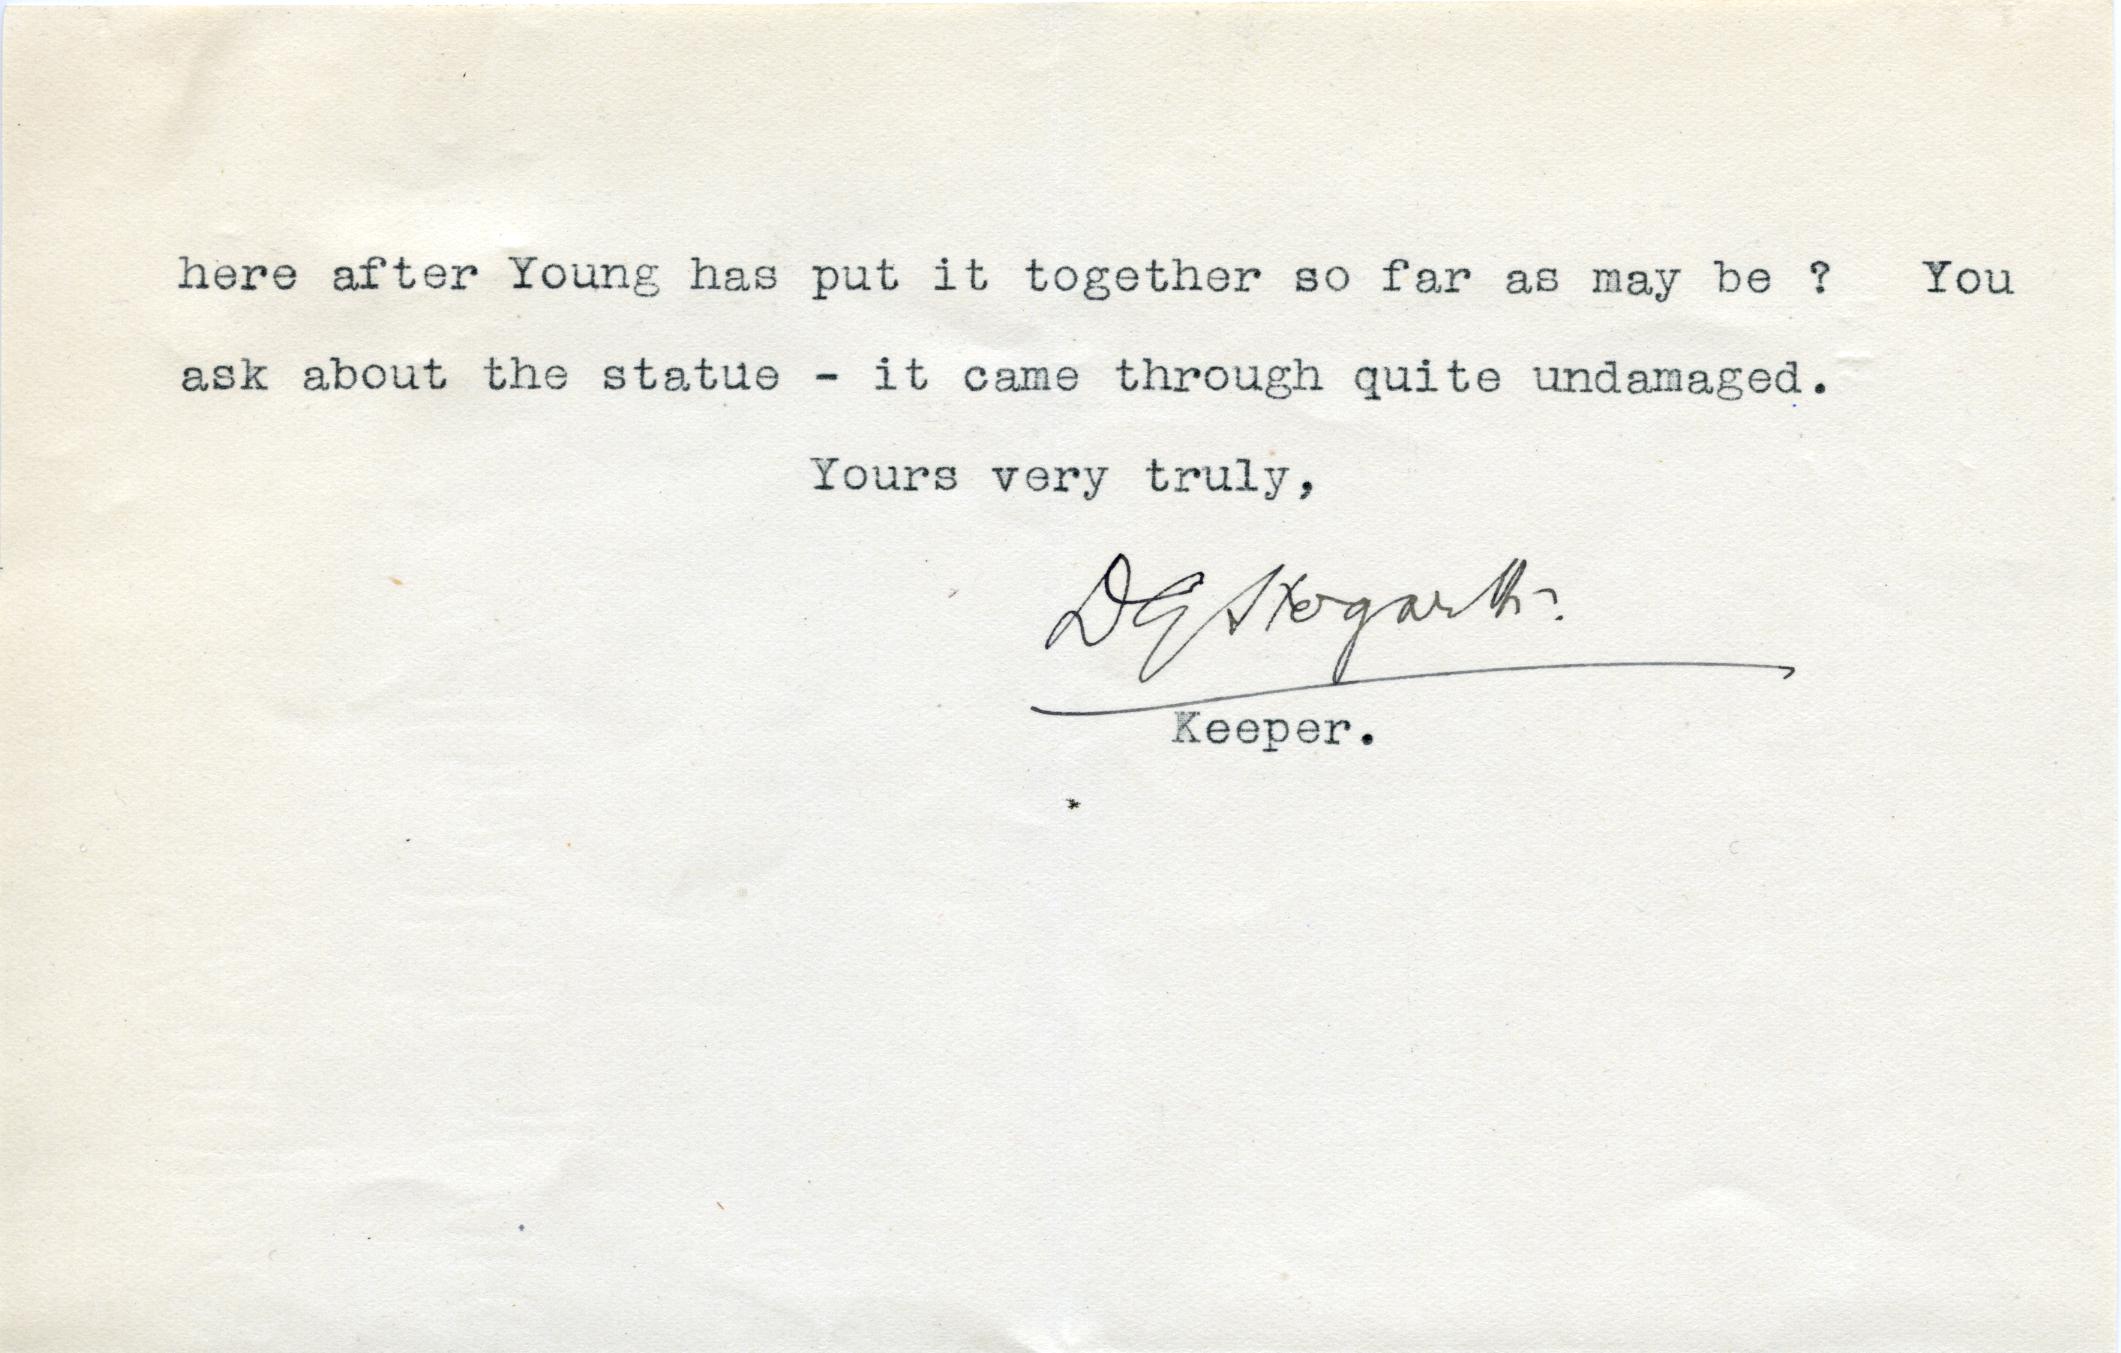 here after Young has put it together so far as may be ?   You
ask about the statue - it came through quite undamaged.
Yours very truly,
D G Hogarth.
Keeper.